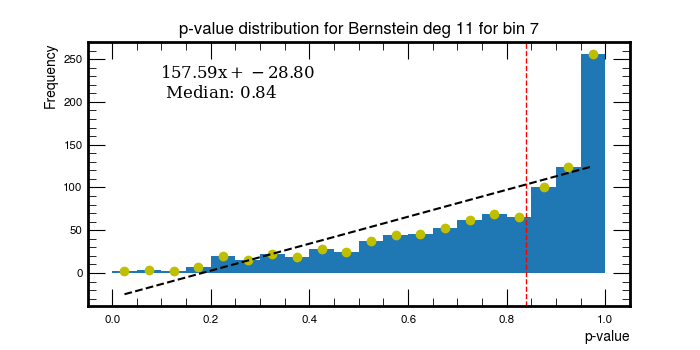 p-value distribution for Bernstein deg 11 for bin 7
Frequency
157.59x + −28.80
Median: 0.84
250
200
150
100
50
0
0.0 0.2 0.4 0.6 0.8 1.0
p-value